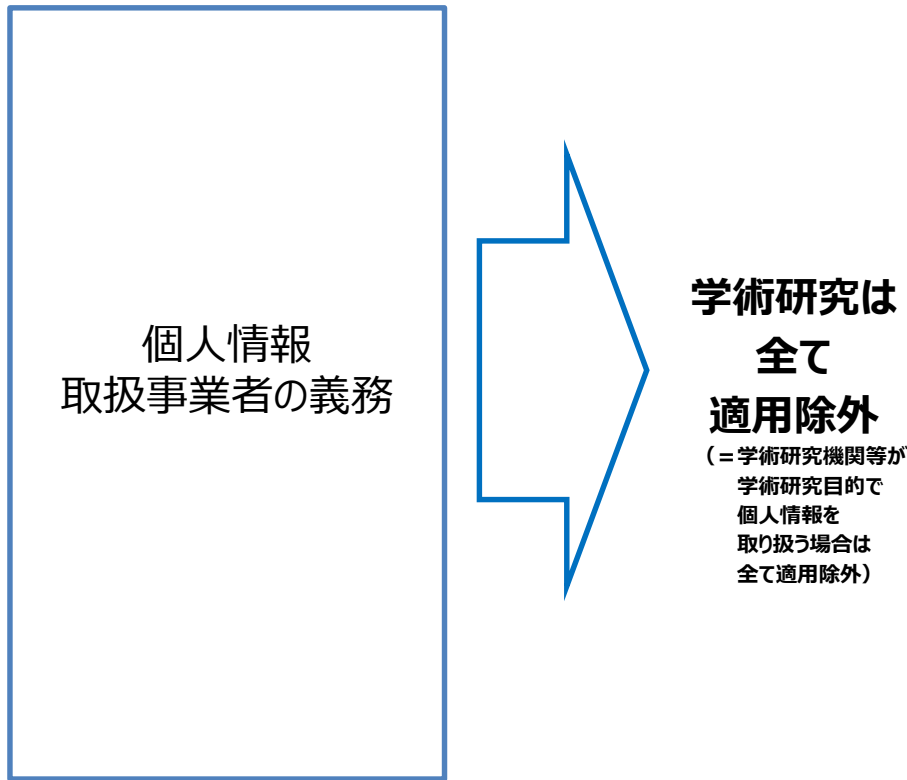 個人情報
取扱事業者の義務
学術研究は
全て
適用除外
（＝学術研究機関等が
学術研究目的で
個人情報を
取り扱う場合は
全て適用除外）